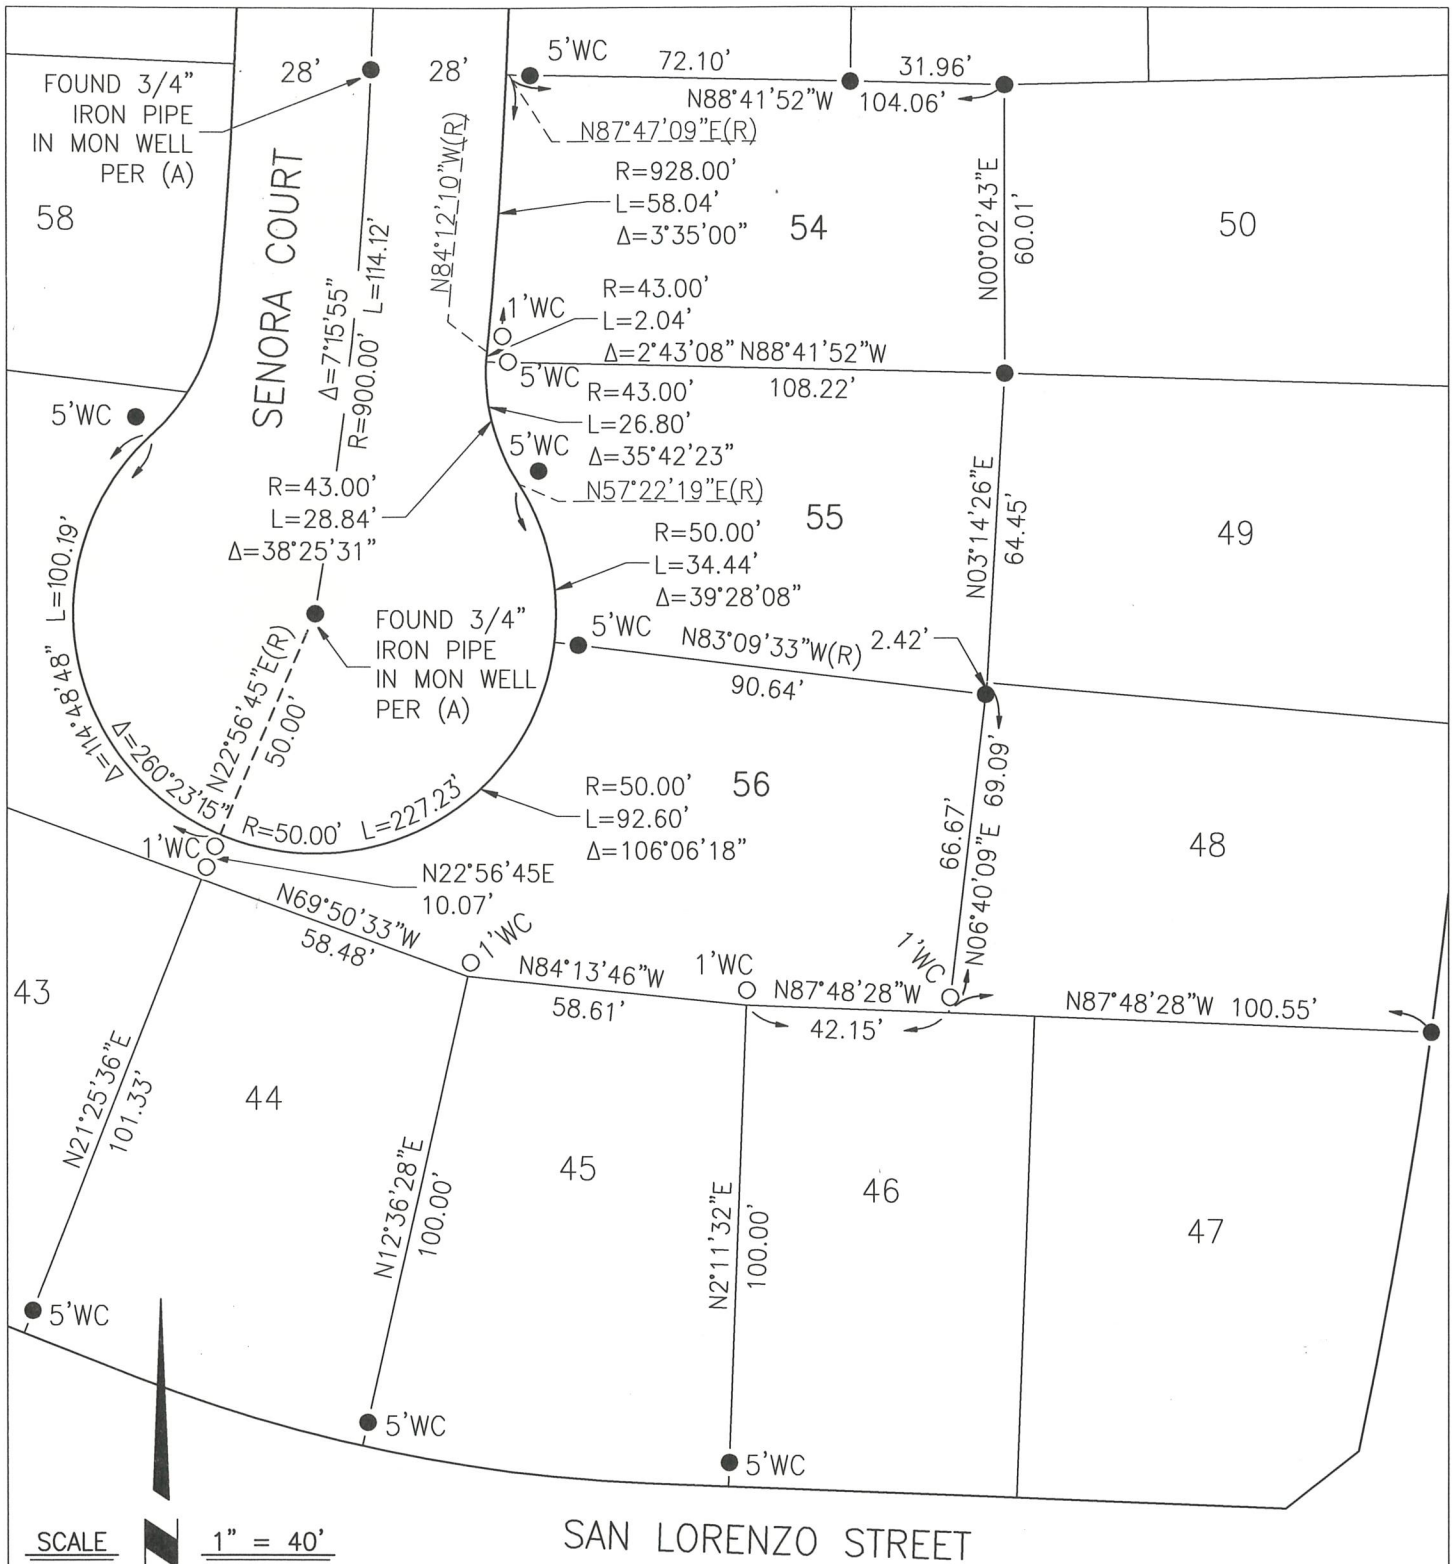 FOUND 3/4"
IRON PIPE
IN MON WELL
PER (A)
28'
28'
5'WC
72.10'
31.96'
N88°41'52"W
104.06'
N87°47'09"E(R)
58
SENORA COURT
Δ=7°15'55"
R=900.00'
L=114.12'
N84°12'10"W(R)
R=928.00'
L=58.04'
Δ=3°35'00"
54
N00°02'43"E
60.01'
50
1'WC
R=43.00'
L=2.04'
Δ=2°43'08"
N88°41'52"W
108.22'
5'WC
5'WC
R=43.00'
L=26.80'
Δ=35°42'23"
5'WC
N57°22'19"E(R)
R=43.00'
L=28.84'
Δ=38°25'31"
55
N03°14'26"E
64.45'
49
R=50.00'
L=34.44'
Δ=39°28'08"
L=100.19'
Δ=114°48'48"
FOUND 3/4"
IRON PIPE
IN MON WELL
PER (A)
5'WC
N83°09'33"W(R)
2.42'
90.64'
N22°56'45"E(R)
50.00'
Δ=260°23'15"
R=50.00'
L=227.23'
R=50.00'
L=92.60'
Δ=106°06'18"
56
66.67'
N06°40'09"E 69.09'
48
1'WC
N22°56'45E
10.07'
N69°50'33"W
58.48'
1'WC
N84°13'46"W
58.61'
1'WC
N87°48'28"W
42.15'
1'WC
N87°48'28"W 100.55'
43
N21°25'36"E
101.33'
44
N12°36'28"E
100.00'
45
N2°11'32"E
100.00'
46
47
5'WC
5'WC
5'WC
SCALE 1" = 40'
SAN LORENZO STREET